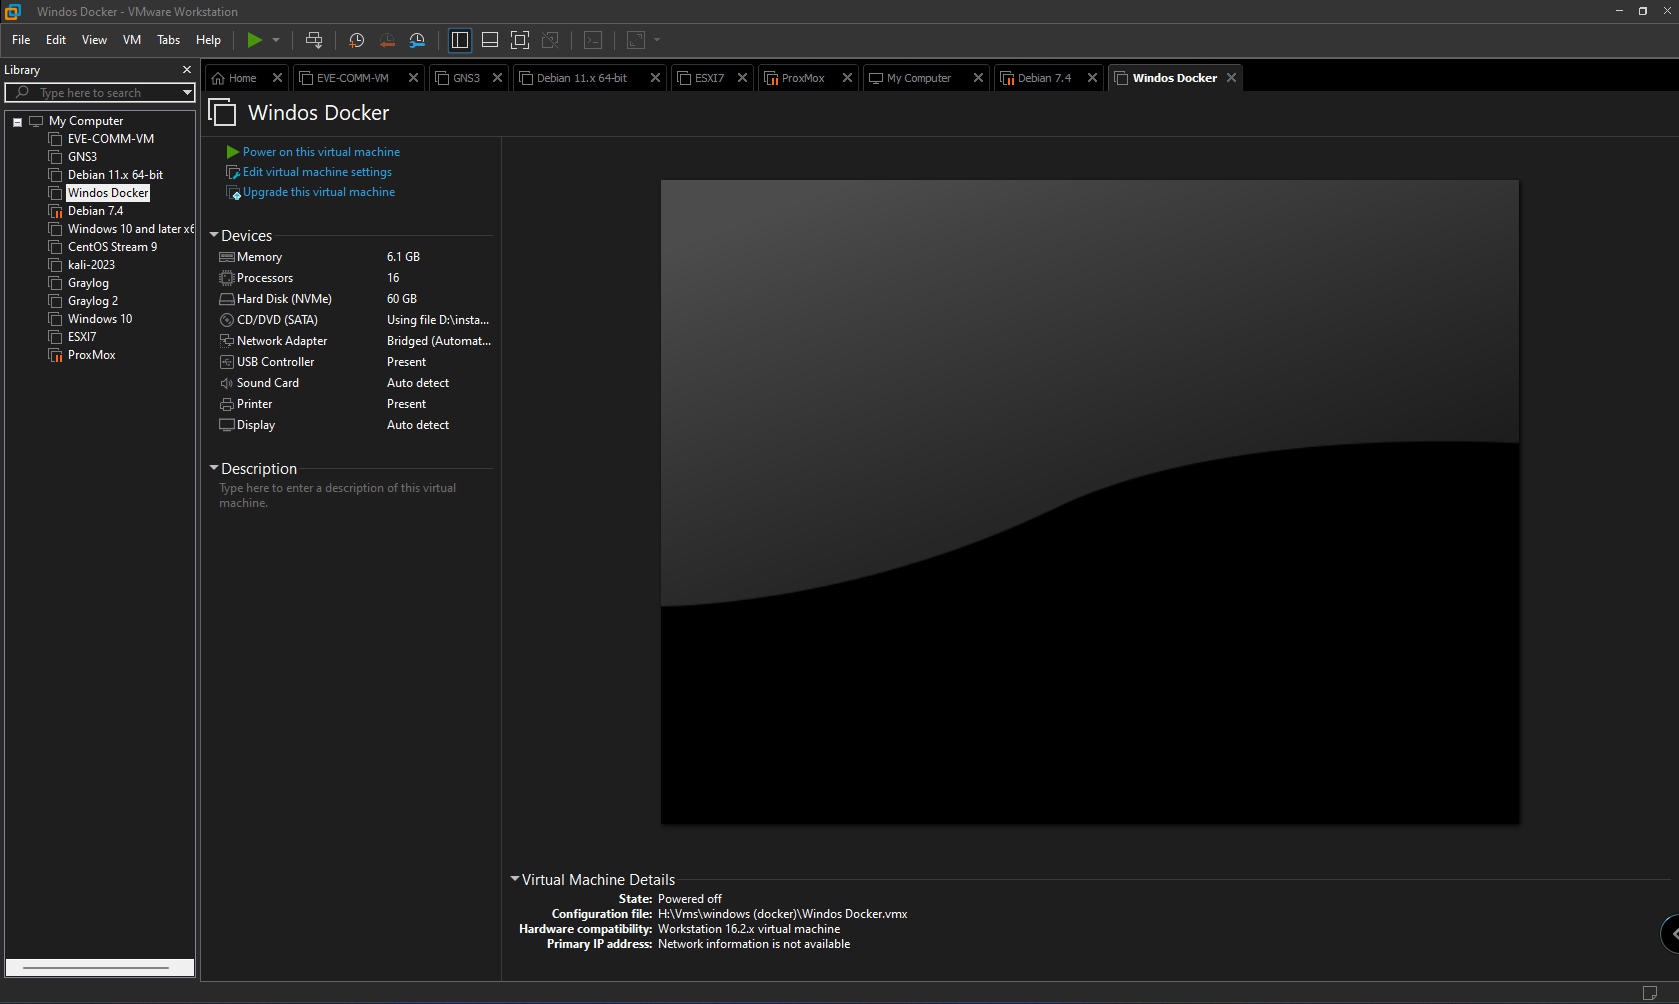 Windos Docker - VMware Workstation
File Edit View VM Tabs Help
Library
Type here to search
My Computer
EVE-COMM-VM
GNS3
Debian 11.x 64-bit
Windos Docker
Debian 7.4
Windows 10 and later x6
CentOS Stream 9
kali-2023
Graylog
Graylog 2
Windows 10
ESXI7
ProxMox
Home EVE-COMM-VM GNS3 Debian 11.x 64-bit ESXI7 ProxMox My Computer Debian 7.4 Windos Docker
Windos Docker
Power on this virtual machine
Edit virtual machine settings
Upgrade this virtual machine
Devices
Memory 6.1 GB
Processors 16
Hard Disk (NVMe) 60 GB
CD/DVD (SATA) Using file D:\insta...
Network Adapter Bridged (Automat...
USB Controller Present
Sound Card Auto detect
Printer Present
Display Auto detect
Description
Type here to enter a description of this virtual
machine.
Virtual Machine Details
State: Powered off
Configuration file: H:\Vms\windows (docker)\Windos Docker.vmx
Hardware compatibility: Workstation 16.2.x virtual machine
Primary IP address: Network information is not available